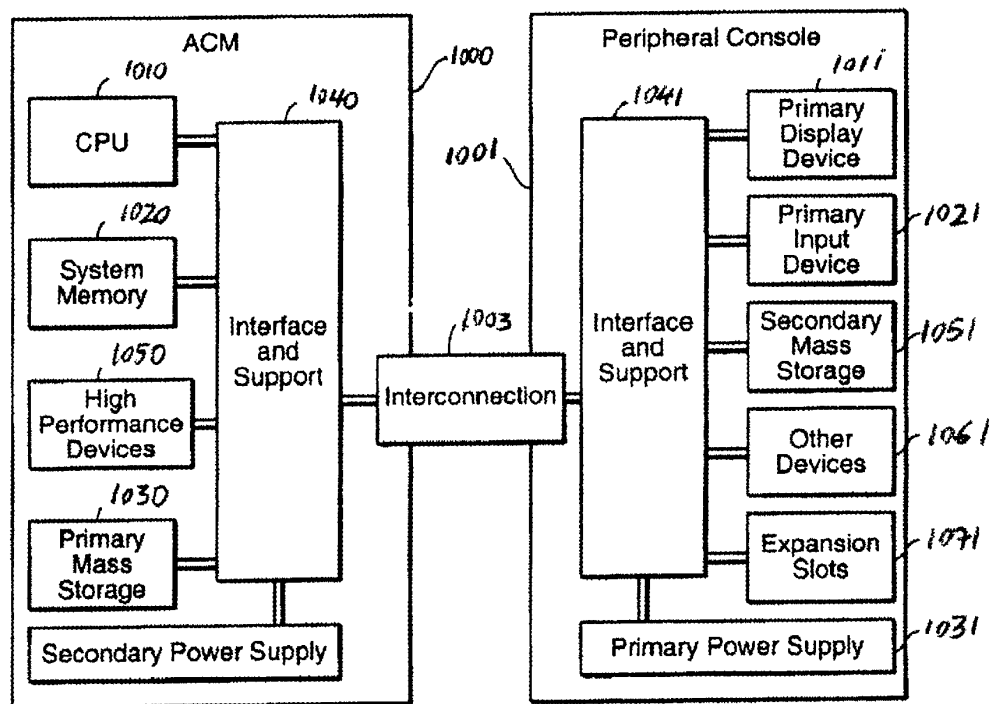 ACM
1000
1010
CPU
1040
1020
System
Memory
1050
High
Performance
Devices
1030
Primary
Mass
Storage
Interface
and
Support
Secondary Power Supply
1003
Interconnection
Peripheral Console
1001
1041
Interface
and
Support
1011
Primary
Display
Device
Primary
Input
Device
1021
Secondary
Mass
Storage
1051
Other
Devices
1061
Expansion
Slots
1071
Primary Power Supply
1031